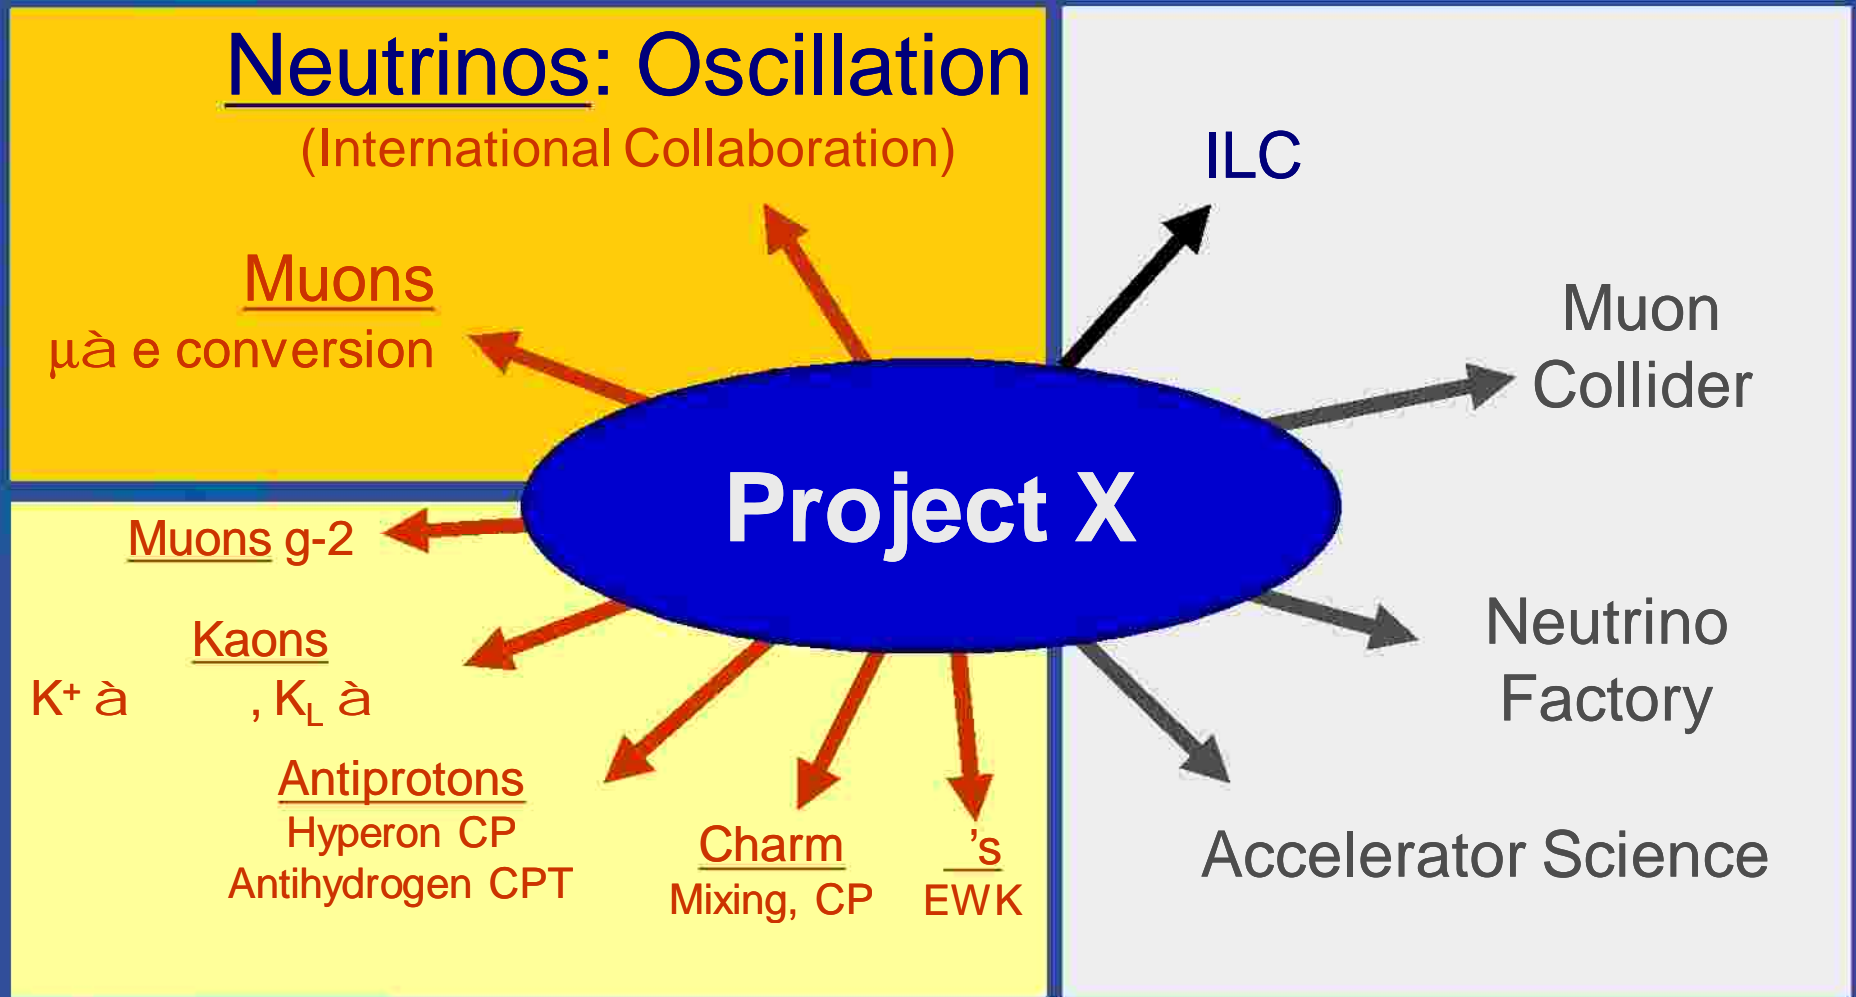 Neutrinos: Oscillation
(International Collaboration)
Muons
μà e conversion
ILC
Muon
Collider
Project X
Muons g-2
Kaons
K⁺ à , K_L à
Antiprotons
Hyperon CP
Antihydrogen CPT
Charm
Mixing, CP
’s
EWK
Neutrino
Factory
Accelerator Science